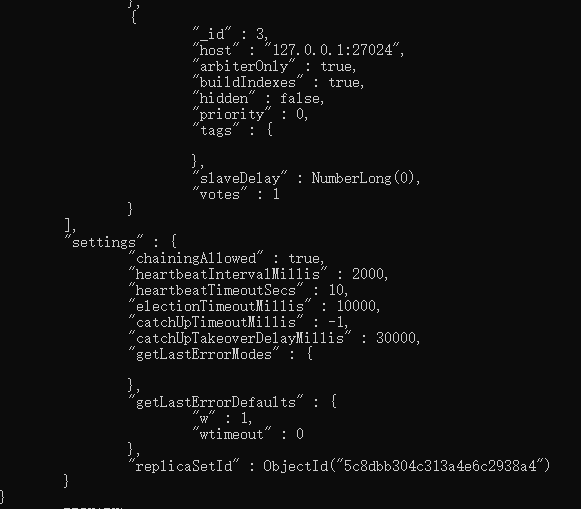 },
{
"_id" : 3,
"host" : "127.0.0.1:27024",
"arbiterOnly" : true,
"buildIndexes" : true,
"hidden" : false,
"priority" : 0,
"tags" : {
},
"slaveDelay" : NumberLong(0),
"votes" : 1
}
],
"settings" : {
"chainingAllowed" : true,
"heartbeatIntervalMillis" : 2000,
"heartbeatTimeoutSecs" : 10,
"electionTimeoutMillis" : 10000,
"catchUpTimeoutMillis" : -1,
"catchUpTakeoverDelayMillis" : 30000,
"getLastErrorModes" : {
},
"getLastErrorDefaults" : {
"w" : 1,
"wtimeout" : 0
},
"replicaSetId" : ObjectId("5c8dbb304c313a4e6c2938a4")
}
}